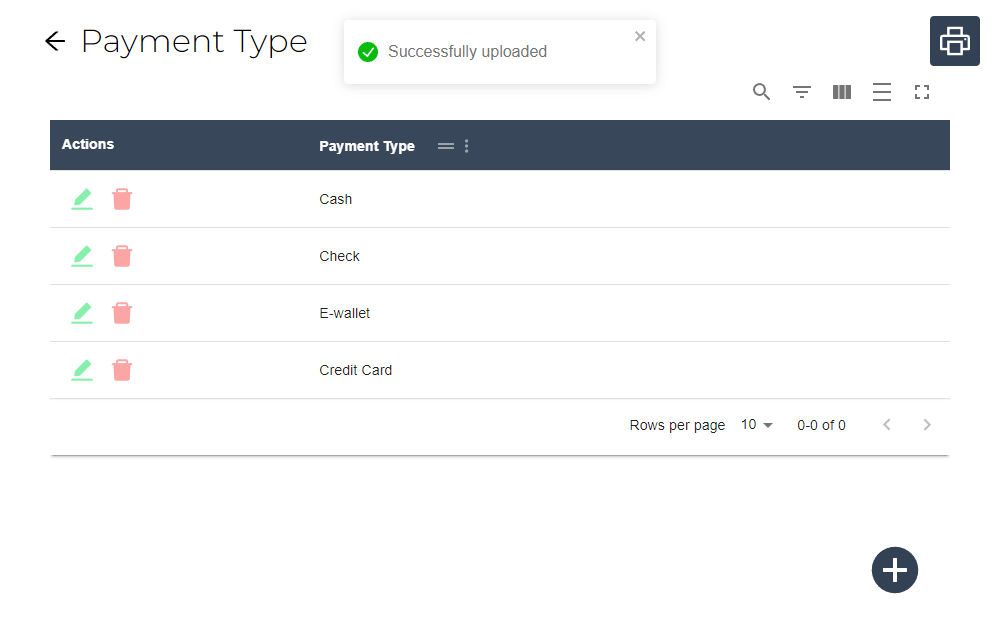 Payment Type
Successfully uploaded
Actions
Payment Type
Cash
Check
E-wallet
Credit Card
Rows per page 10 0-0 of 0